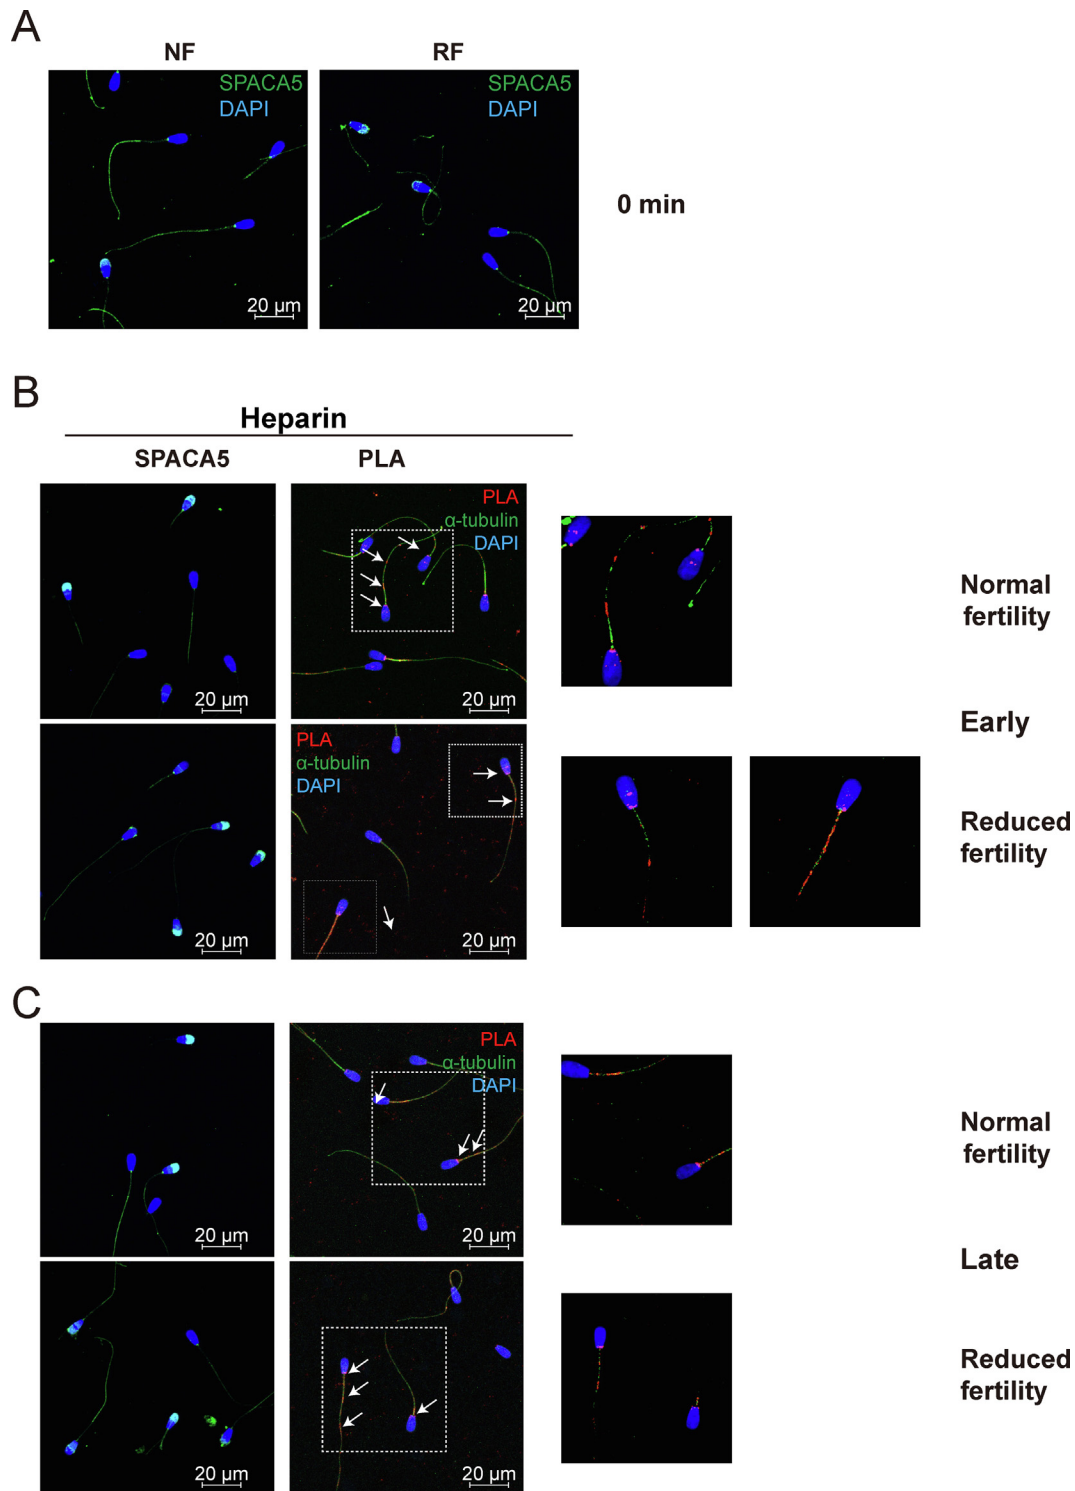 A
NF
RF
SPACA5
DAPI
SPACA5
DAPI
0 min
20 µm
20 µm
B
Heparin
SPACA5
PLA
PLA
α-tubulin
DAPI
Normal
fertility
20 µm
20 µm
Early
PLA
α-tubulin
DAPI
Reduced
fertility
20 µm
20 µm
C
PLA
α-tubulin
DAPI
Normal
fertility
20 µm
20 µm
Late
Reduced
fertility
20 µm
20 µm